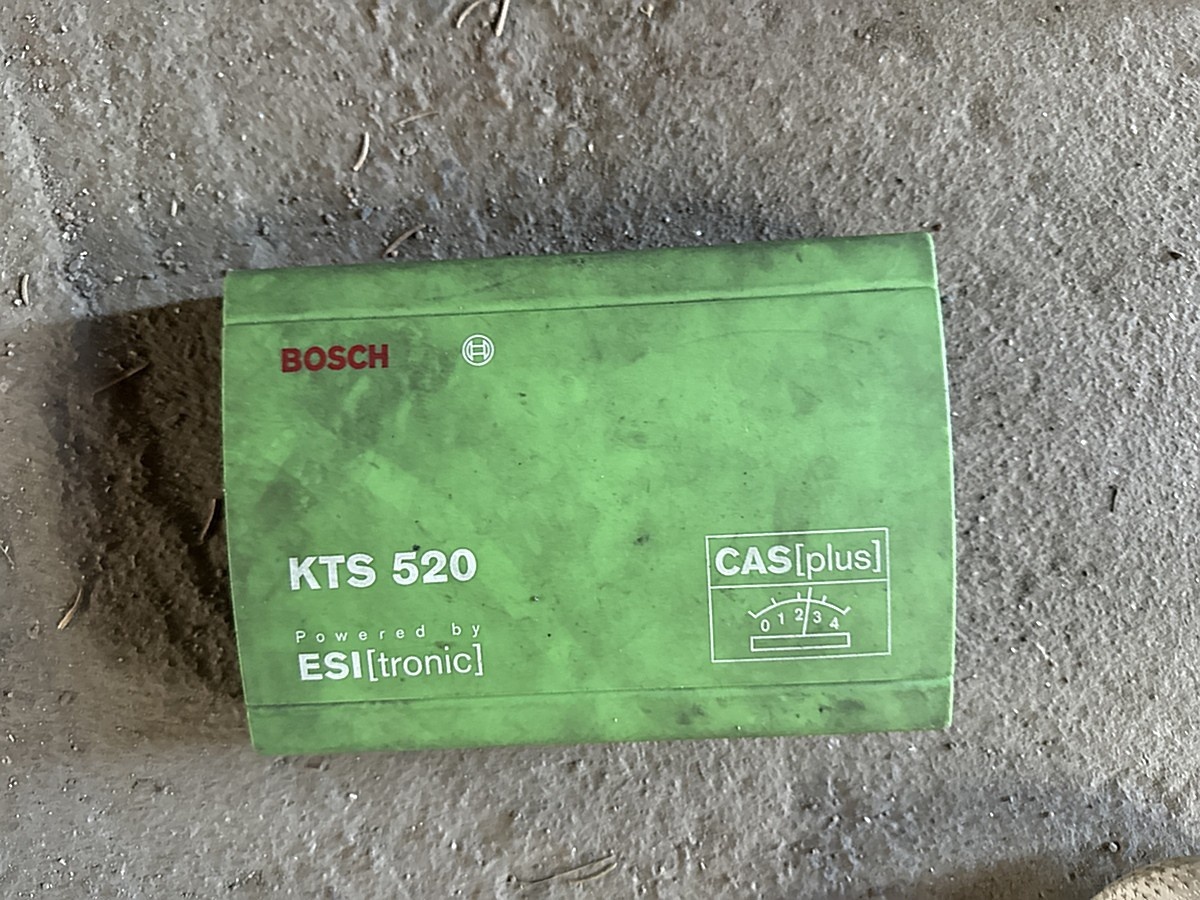 BOSCH
KTS 520
Powered by
ESI[tronic]
CAS[plus]
0 1 2 3 4